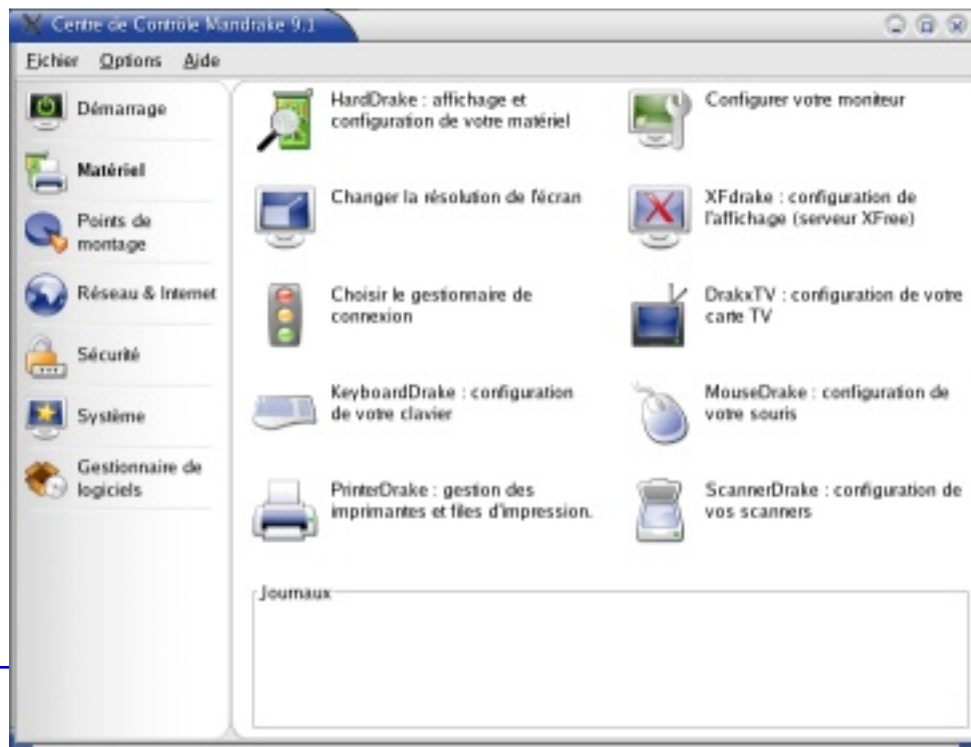 Centre de Contrôle Mandrake 9.1
Fichier Options Aide
Démarrage
Matériel
Points de
montage
Réseau & Internet
Sécurité
Système
Gestionnaire de
logiciels
HardDrake : affichage et
configuration de votre matériel
Configurer votre moniteur
Changer la résolution de l'écran
XFdrake : configuration de
l'affichage (serveur XFree)
Choisir le gestionnaire de
connexion
DrakxTV : configuration de votre
carte TV
KeyboardDrake : configuration
de votre clavier
MouseDrake : configuration de
votre souris
PrinterDrake : gestion des
imprimantes et files d'impression.
ScannerDrake : configuration de
vos scanners
Journaux